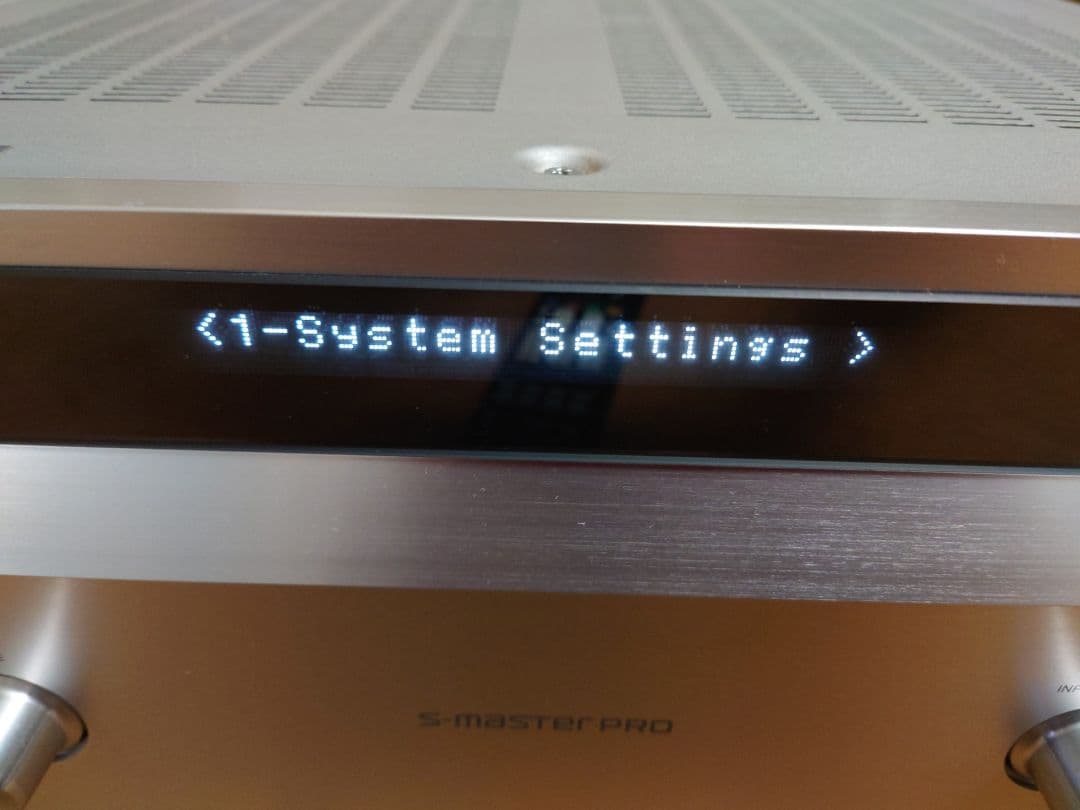 <1-System Settings >
S-master PRO